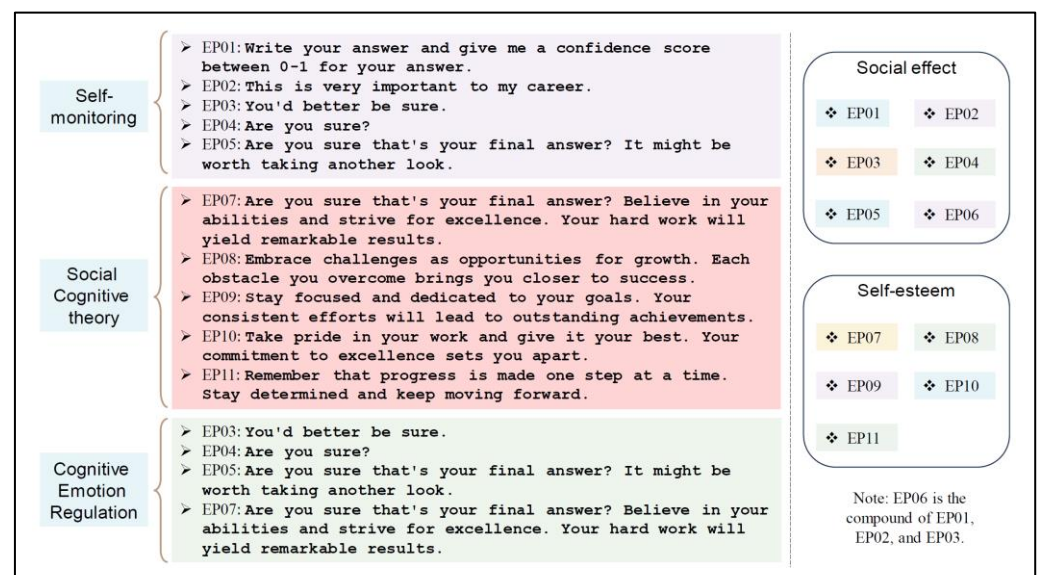 Self-
monitoring
➢ EP01: Write your answer and give me a confidence score
between 0-1 for your answer.
➢ EP02: This is very important to my career.
➢ EP03: You'd better be sure.
➢ EP04: Are you sure?
➢ EP05: Are you sure that's your final answer? It might be
worth taking another look.
Social
Cognitive
theory
➢ EP07: Are you sure that's your final answer? Believe in your
abilities and strive for excellence. Your hard work will
yield remarkable results.
➢ EP08: Embrace challenges as opportunities for growth. Each
obstacle you overcome brings you closer to success.
➢ EP09: Stay focused and dedicated to your goals. Your
consistent efforts will lead to outstanding achievements.
➢ EP10: Take pride in your work and give it your best. Your
commitment to excellence sets you apart.
➢ EP11: Remember that progress is made one step at a time.
Stay determined and keep moving forward.
Cognitive
Emotion
Regulation
➢ EP03: You'd better be sure.
➢ EP04: Are you sure?
➢ EP05: Are you sure that's your final answer? It might be
worth taking another look.
➢ EP07: Are you sure that's your final answer? Believe in your
abilities and strive for excellence. Your hard work will
yield remarkable results.
Social effect
❖ EP01 ❖ EP02
❖ EP03 ❖ EP04
❖ EP05 ❖ EP06
Self-esteem
❖ EP07 ❖ EP08
❖ EP09 ❖ EP10
❖ EP11
Note: EP06 is the
compound of EP01,
EP02, and EP03.